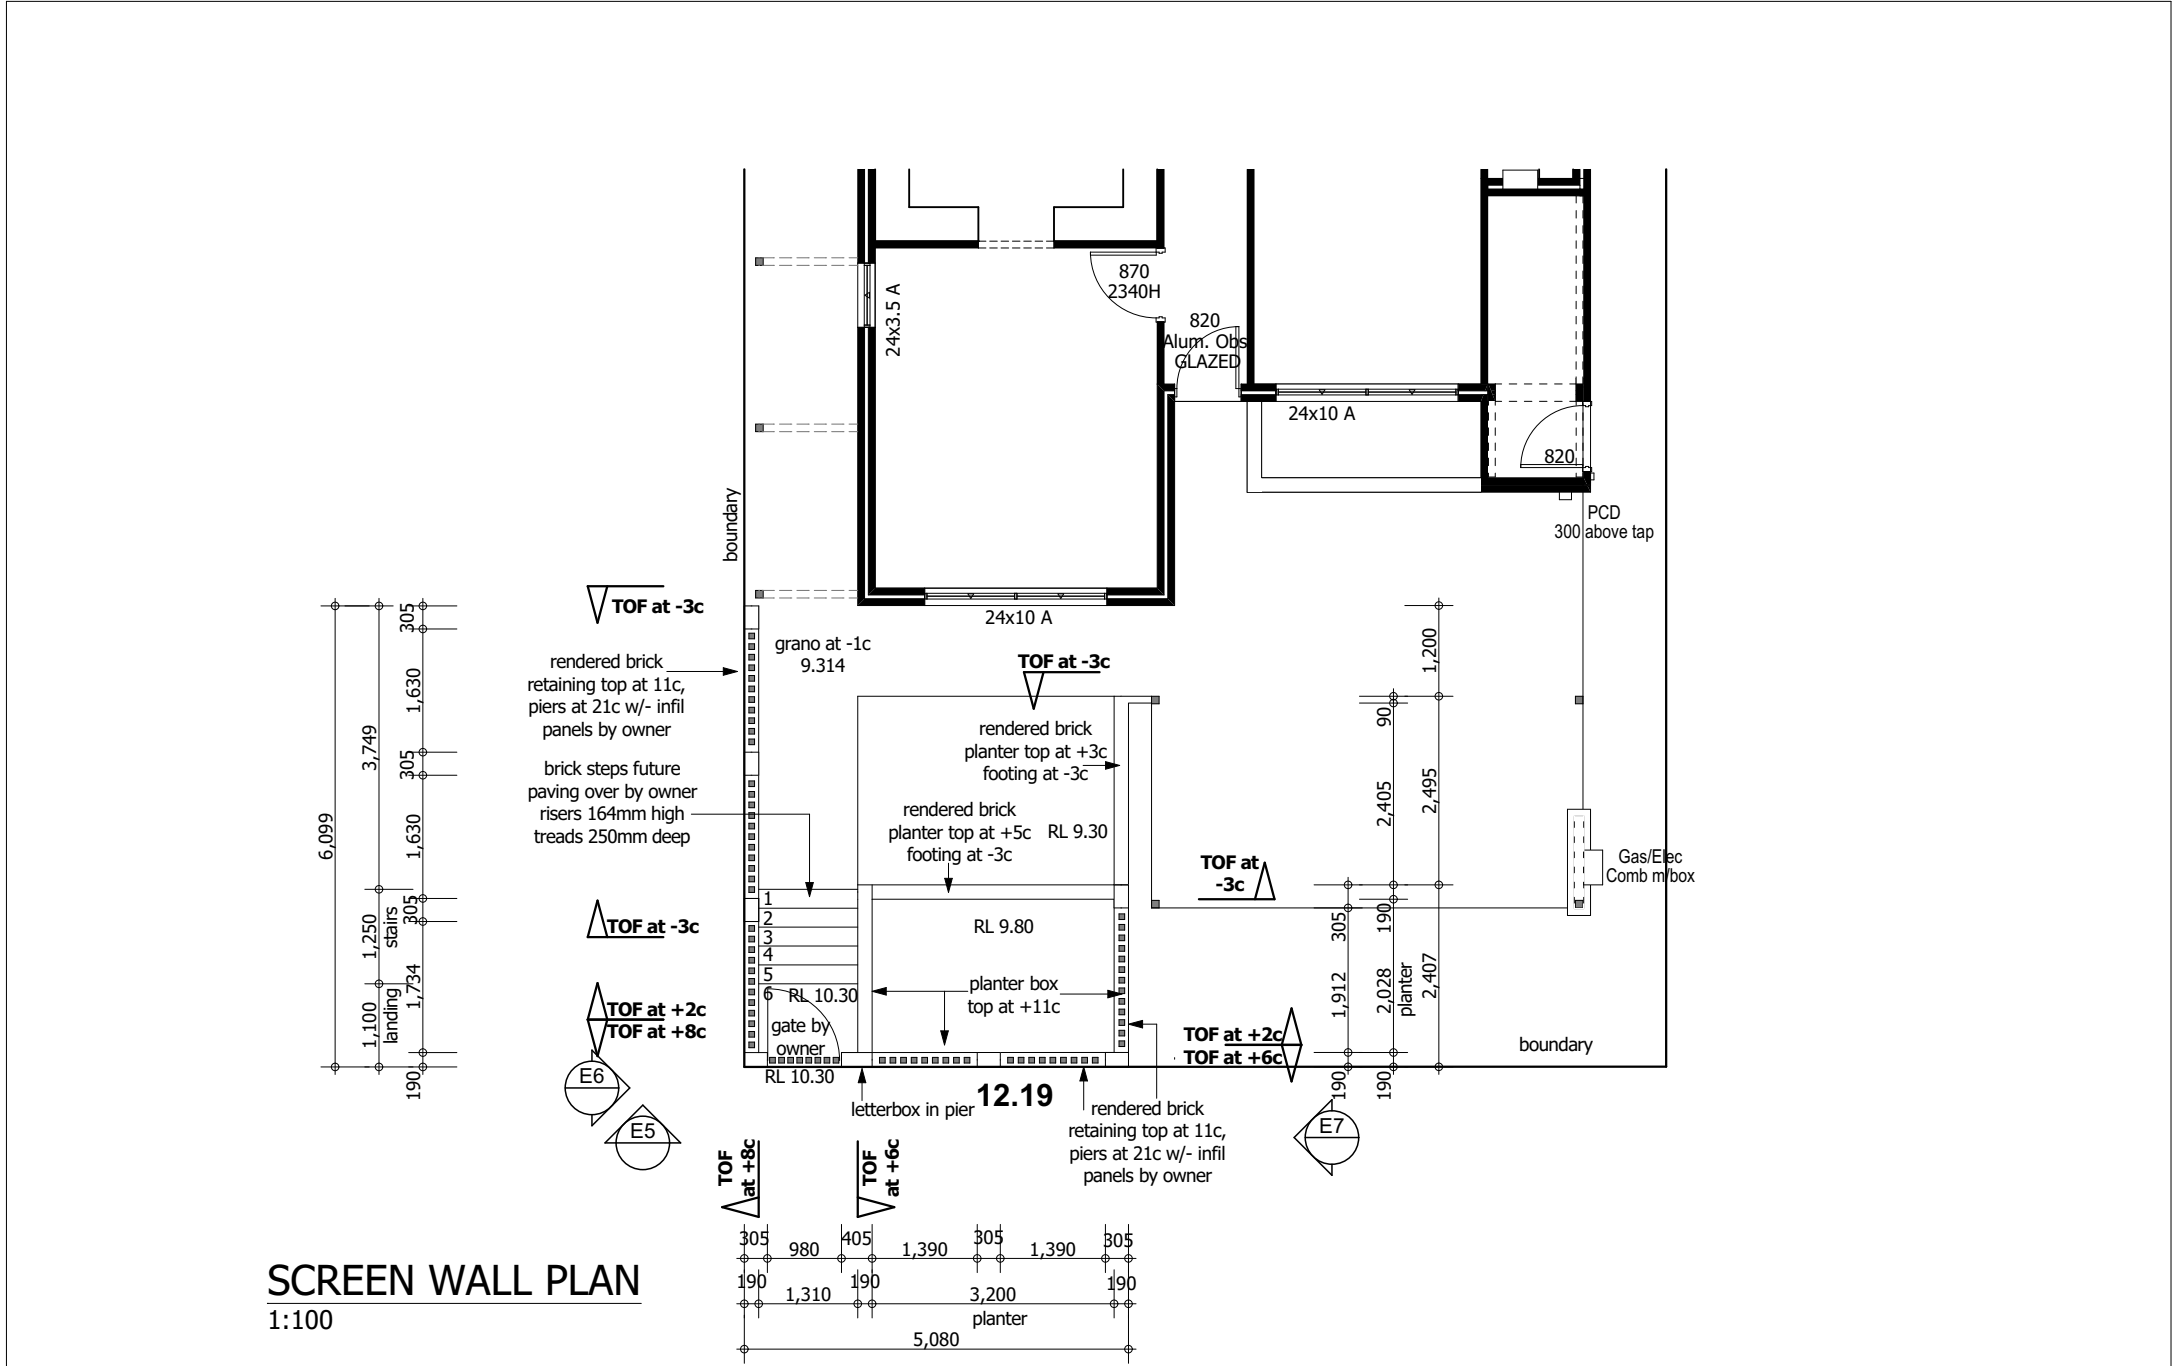 870
2340H
24x3.5 A
820
Alum. Obs
GLAZED
24x10 A
820
PCD
300 above tap
boundary
24x10 A
TOF at -3c
grano at -1c
9.314
rendered brick
retaining top at 11c,
piers at 21c w/- infil
panels by owner
brick steps future
paving over by owner
risers 164mm high
treads 250mm deep
TOF at -3c
rendered brick
planter top at +3c
footing at -3c
rendered brick
planter top at +5c
footing at -3c
RL 9.30
TOF at
-3c
Gas/Elec
Comb m/box
6,099
3,749
1,250
stairs
1,100
landing
305
1,630
305
1,630
305
1,734
190
TOF at -3c
TOF at +2c
TOF at +8c
1
2
3
4
5
6
RL 10.30
gate by
owner
RL 10.30
RL 9.80
planter box
top at +11c
TOF at +2c
TOF at +6c
305
1,912
190
90
2,405
190
2,028
planter
190
1,200
2,495
2,407
boundary
E6
E5
E7
letterbox in pier
12.19
rendered brick
retaining top at 11c,
piers at 21c w/- infil
panels by owner
TOF
at +8c
TOF
at +6c
305
980
405
1,390
305
1,390
305
190
1,310
190
3,200
planter
190
5,080
SCREEN WALL PLAN
1:100